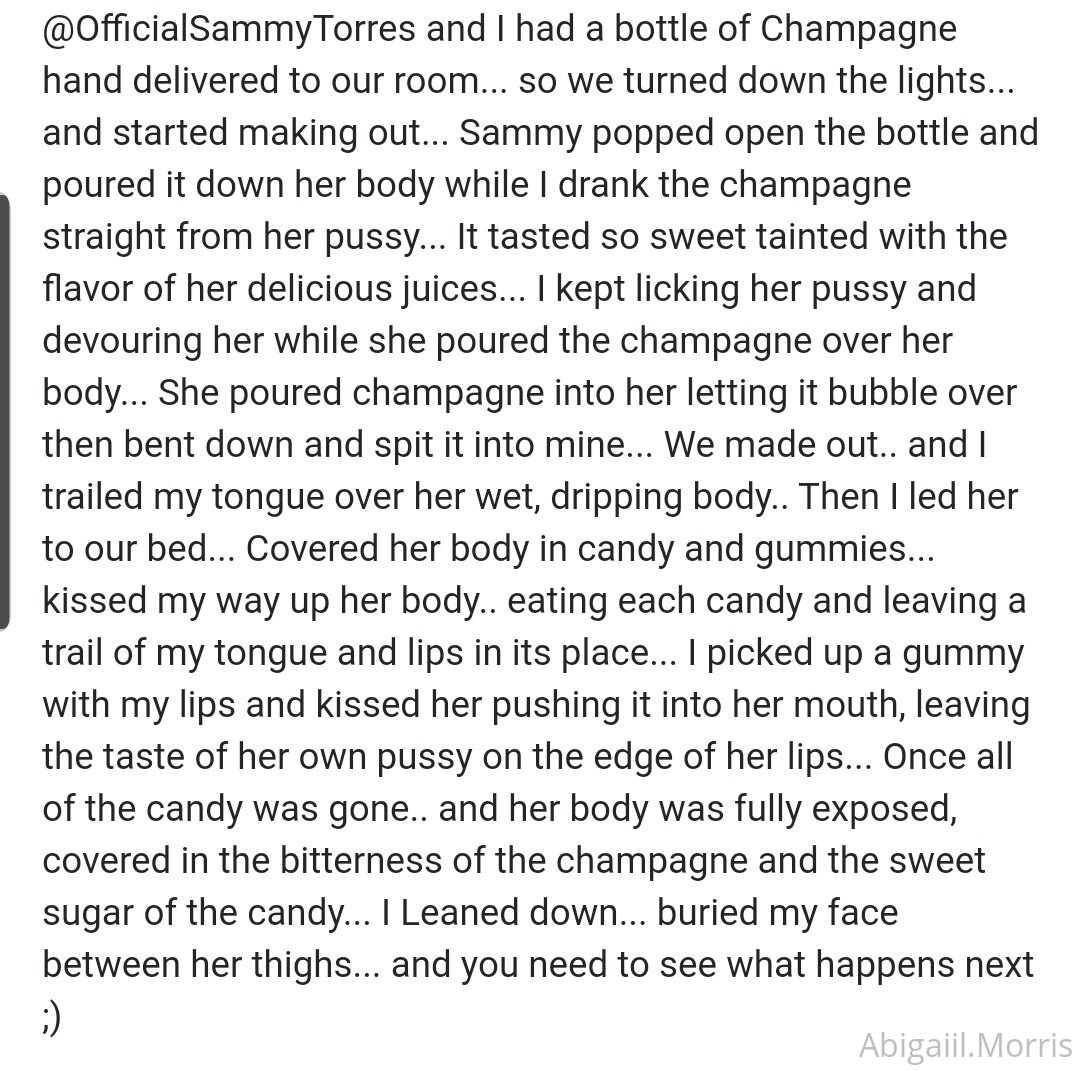 @OfficialSammyTorres and I had a bottle of Champagne
hand delivered to our room... so we turned down the lights...
and started making out... Sammy popped open the bottle and
poured it down her body while I drank the champagne
straight from her pussy... It tasted so sweet tainted with the
flavor of her delicious juices... I kept licking her pussy and
devouring her while she poured the champagne over her
body... She poured champagne into her letting it bubble over
then bent down and spit it into mine... We made out.. and I
trailed my tongue over her wet, dripping body.. Then I led her
to our bed... Covered her body in candy and gummies...
kissed my way up her body.. eating each candy and leaving a
trail of my tongue and lips in its place... I picked up a gummy
with my lips and kissed her pushing it into her mouth, leaving
the taste of her own pussy on the edge of her lips... Once all
of the candy was gone.. and her body was fully exposed,
covered in the bitterness of the champagne and the sweet
sugar of the candy... I Leaned down... buried my face
between her thighs... and you need to see what happens next
;)
Abigaiil.Morris